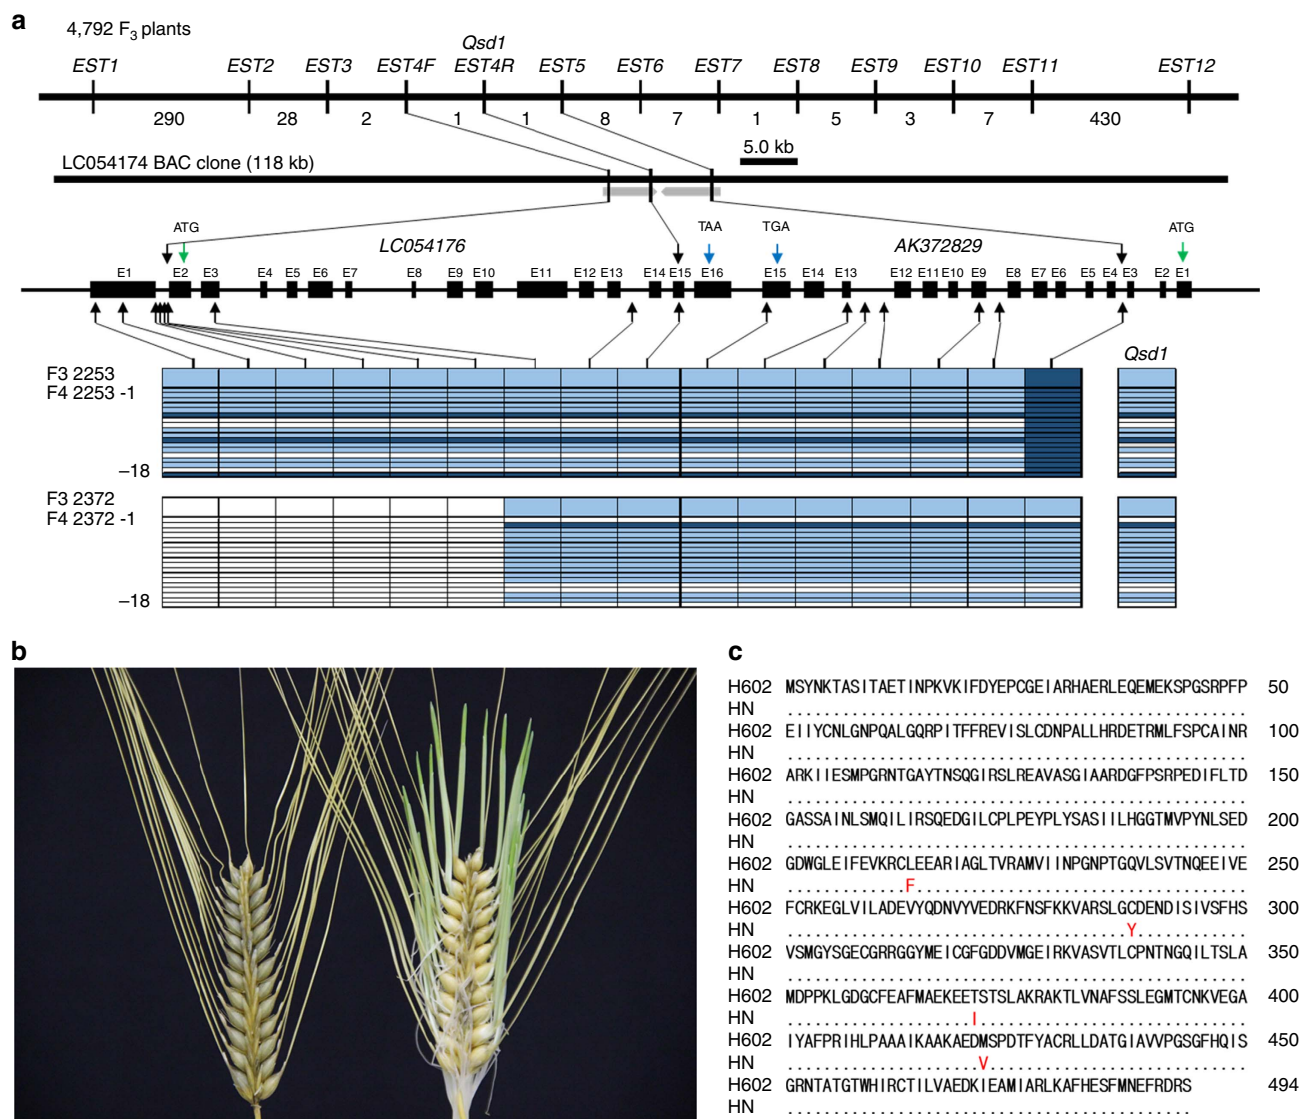 a
4,792 F3 plants
Qsd1
EST1 EST2 EST3 EST4F EST4R EST5 EST6 EST7 EST8 EST9 EST10 EST11 EST12
290 28 2 1 1 8 7 1 5 3 7 430
5.0 kb
LC054174 BAC clone (118 kb)
ATG LC054176 TAA TGA AK372829 ATG
E1 E2 E3 E4 E5 E6 E7 E8 E9 E10 E11 E12 E13 E14 E15 E16 E15 E14 E13 E12 E11 E10 E9 E8 E7 E6 E5 E4 E3 E2 E1
Qsd1
F3 2253
F4 2253 -1
–18
F3 2372
F4 2372 -1
–18
b
c
H602 MSYNKTASITAETINPKVKIFDYEPCGEIARHAERLEQEMEKSPGSRPFP 50
HN ..................................................
H602 EIIYCNLGNPQALGQRPITFFREVISLCDNPALLHRDETRMLFSPCAINR 100
HN ..................................................
H602 ARKIIESMPGRNTGAYTNSQGIRSLREAVASGIAARDGFPSRPEDIFLTD 150
HN ..................................................
H602 GASSAINLSMQILIRSQEDGILCPLPEYPLYSASIILHGGTMVPYNLSED 200
HN ..................................................
H602 GDWGLEIFEVKRCLEEARIAGLTVRAMVIINPGNPTGQVLSVTNQEEIVE 250
HN .............F....................................
H602 FCRKEGLVILADEVYQDNVYVEDRKFNSFKKVARSLGCDENDISIVSFHS 300
HN .....................................Y............
H602 VSMGYSGECGRRGGYMEICGFGDDVMGEIRKVASVTLCPNTNGQILTSLA 350
HN ..................................................
H602 MDPPKLGDGCFEAFMAEKEETSTSLAKRAKTLVNAFSSLEGMTCNKVEGA 400
HN ....................I.............................
H602 IYAFPRIHLPAAAIKAAKAEDMSPDTFYACRLLDATGIAVVPGSGFHQIS 450
HN .....................V............................
H602 GRNTATGTWHIRCTILVAEDKIEAMIARLKAFHESFMNEFRDRS 494
HN ............................................